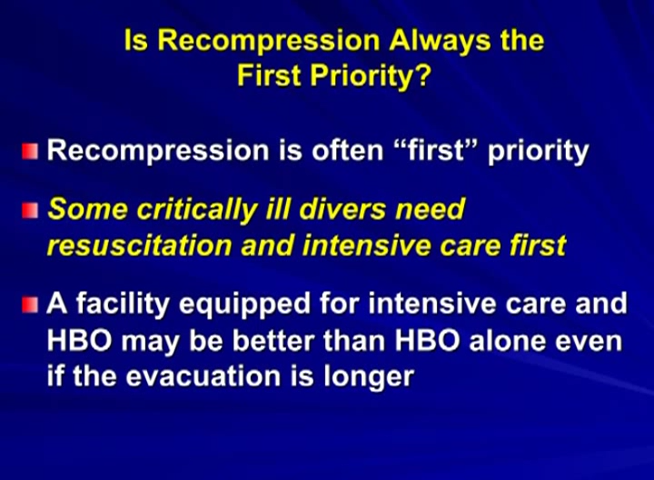 Is Recompression Always the
First Priority?
Recompression is often “first” priority
Some critically ill divers need
resuscitation and intensive care first
A facility equipped for intensive care and
HBO may be better than HBO alone even
if the evacuation is longer